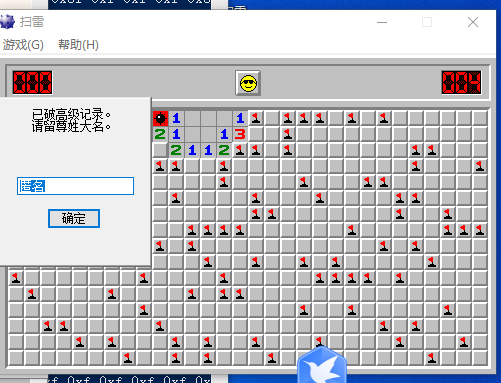 扫雷
游戏(G) 帮助(H)
000
004
已破高级记录。
请留尊姓大名。
匿名
确定
1 1
2 1 1 3
2 1 1 2